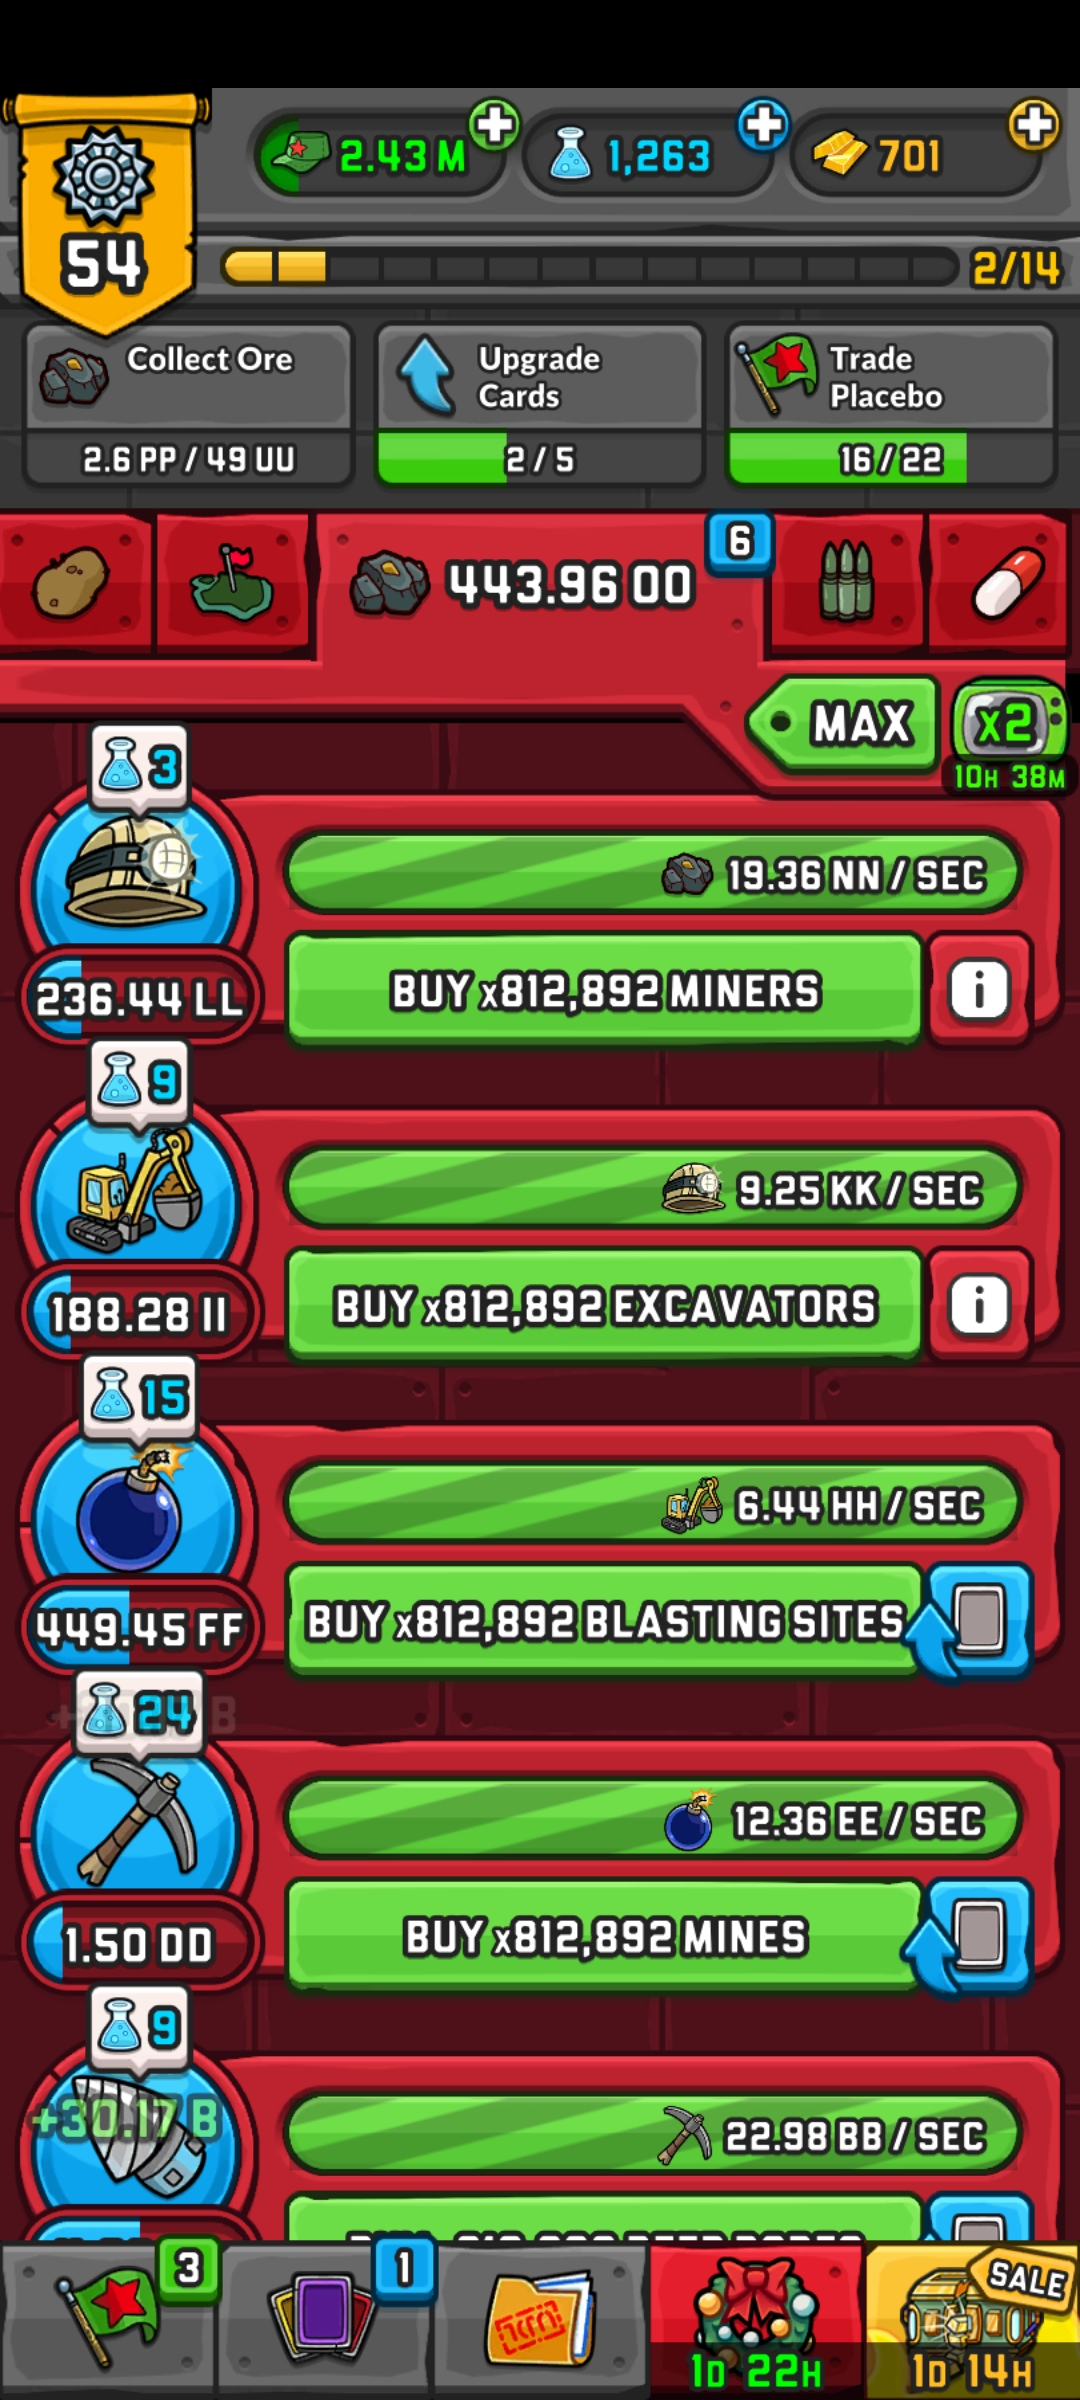 2.43 M
1,263
701
54
2/14
Collect Ore
2.6 PP / 49 UU
Upgrade
Cards
2 / 5
Trade
Placebo
16 / 22
443.96 OO
6
MAX
x2
10H 38M
3
19.36 NN / SEC
236.44 LL
BUY x812,892 MINERS
i
9
9.25 KK / SEC
188.28 II
BUY x812,892 EXCAVATORS
i
15
6.44 HH / SEC
449.45 FF
BUY x812,892 BLASTING SITES
24
12.36 EE / SEC
1.50 DD
BUY x812,892 MINES
9
+30.17 B
22.98 BB / SEC
3
1
SALE
1D 22H
1D 14H